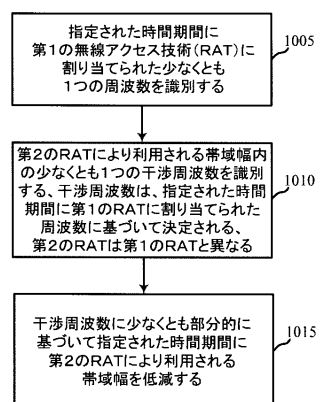 指定された時間期間に
第1の無線アクセス技術（RAT）に
割り当てられた少なくとも
1つの周波数を識別する
1005
第2のRATにより利用される帯域幅内
の少なくとも1つの干渉周波数を識別
する、干渉周波数は、指定された時間
期間に第1のRATに割り当てられた
周波数に基づいて決定される、
第2のRATは第1のRATと異なる
1010
干渉周波数に少なくとも部分的に
基づいて指定された時間期間に
第2のRATにより利用される
帯域幅を低減する
1015